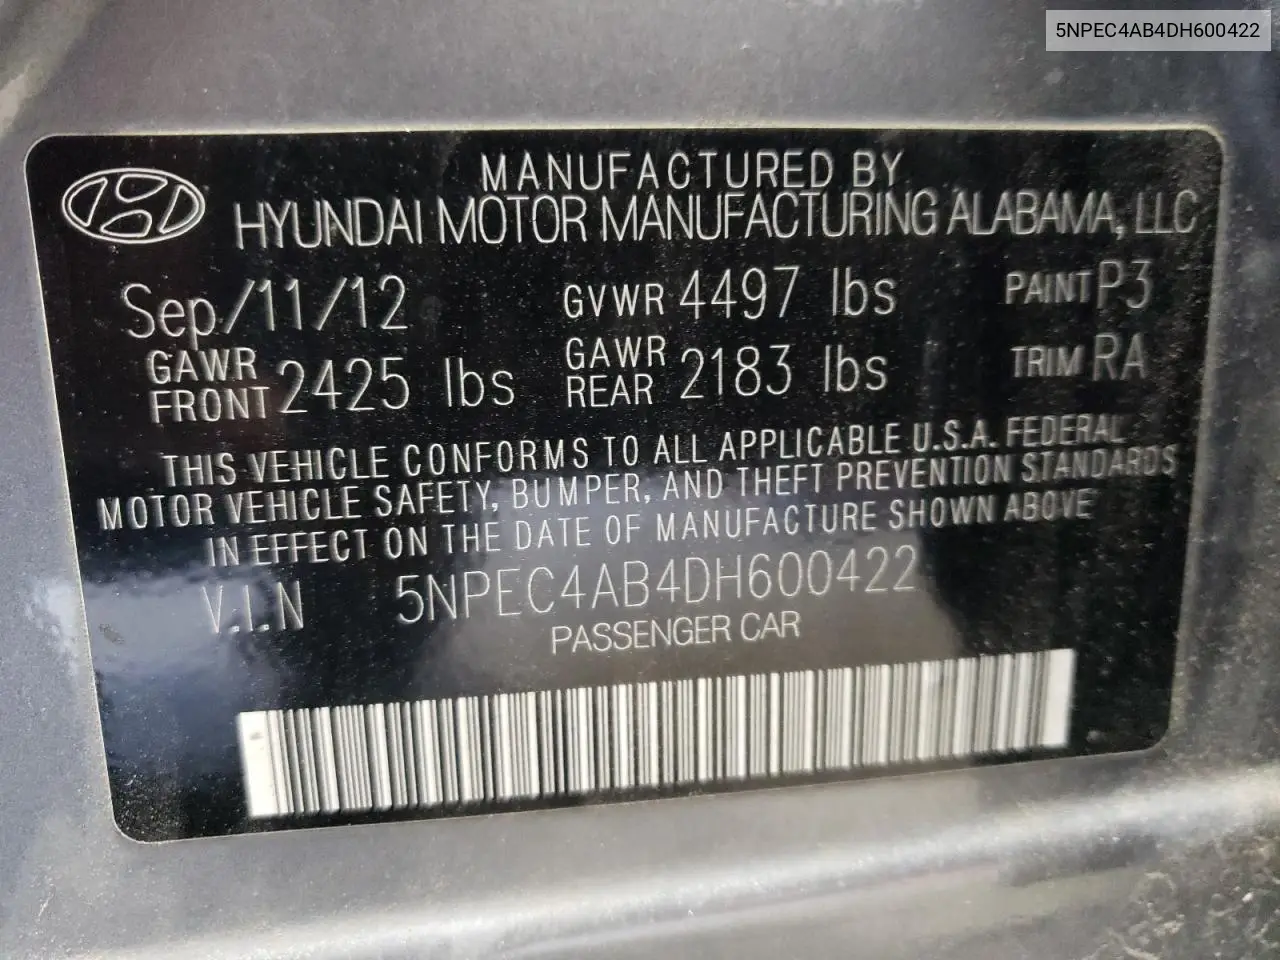 5NPEC4AB4DH600422
MANUFACTURED BY
HYUNDAI MOTOR MANUFACTURING ALABAMA, LLC
Sep/11/12 GVWR 4497 lbs PAINT P3
GAWR FRONT 2425 lbs GAWR REAR 2183 lbs TRIM RA
THIS VEHICLE CONFORMS TO ALL APPLICABLE U.S.A. FEDERAL
MOTOR VEHICLE SAFETY, BUMPER, AND THEFT PREVENTION STANDARDS
IN EFFECT ON THE DATE OF MANUFACTURE SHOWN ABOVE
V.I.N 5NPEC4AB4DH600422
PASSENGER CAR